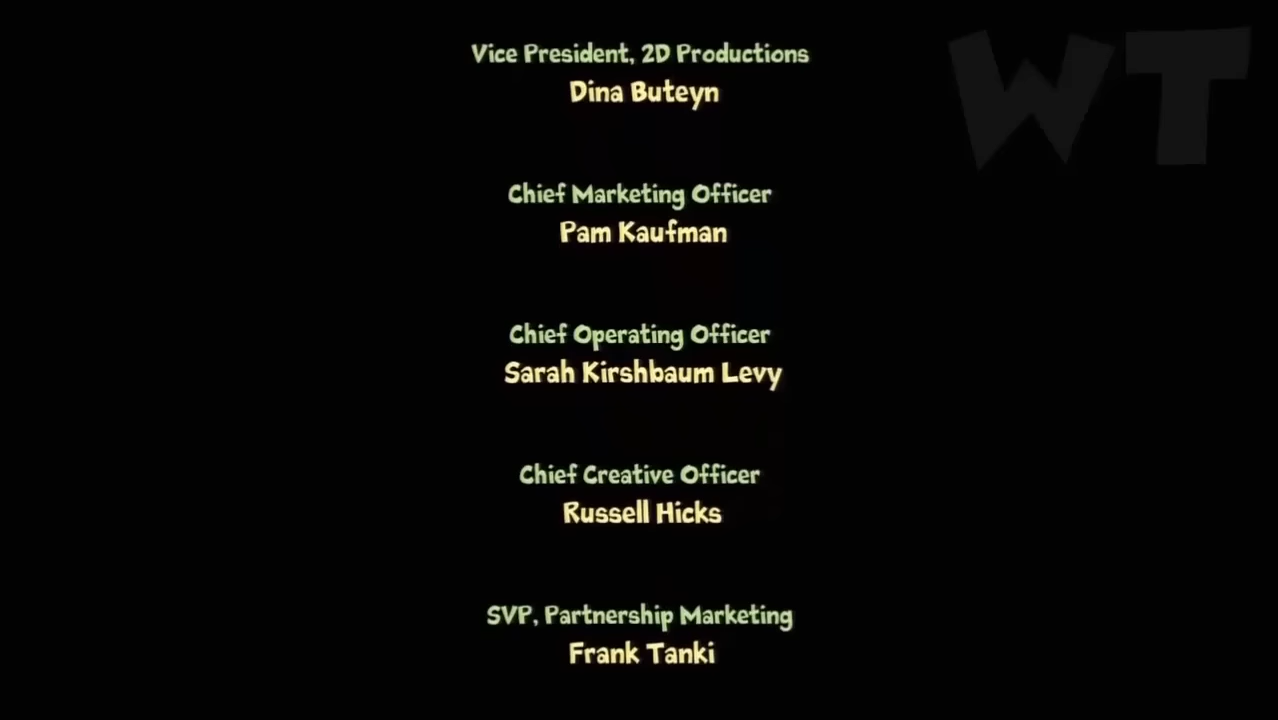 Vice President, 2D Productions
Dina Buteyn
Chief Marketing Officer
Pam Kaufman
Chief Operating Officer
Sarah Kirshbaum Levy
Chief Creative Officer
Russell Hicks
SVP, Partnership Marketing
Frank Tanki
WT